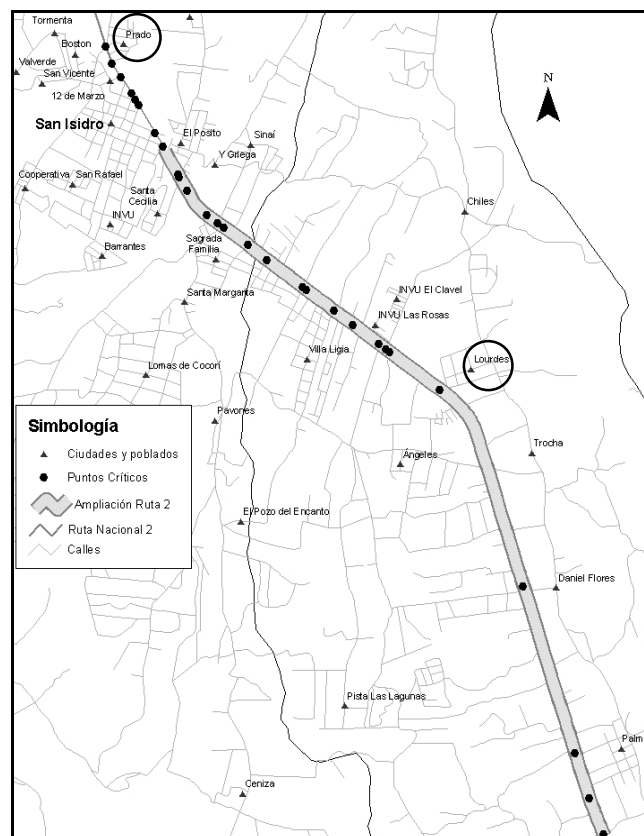 Tormenta
Prado
Boston
Valverde
San Vicente
12 de Marzo
San Isidro
El Posito
Sinaí
Y Griega
Cooperativa
San Rafael
Santa
Cecilia
INVU
Barrantes
Sagrada
Familia
Chiles
N
Santa Margarita
INVU El Clavel
INVU Las Rosas
Villa Ligia
Lourdes
Lomas de Cocorí
Pavones
Trocha
Ángeles
El Pozo del Encanto
Daniel Flores
Pista Las Lagunas
Palm
Ceniza
Simbología
Ciudades y poblados
Puntos Críticos
Ampliación Ruta 2
Ruta Nacional 2
Calles